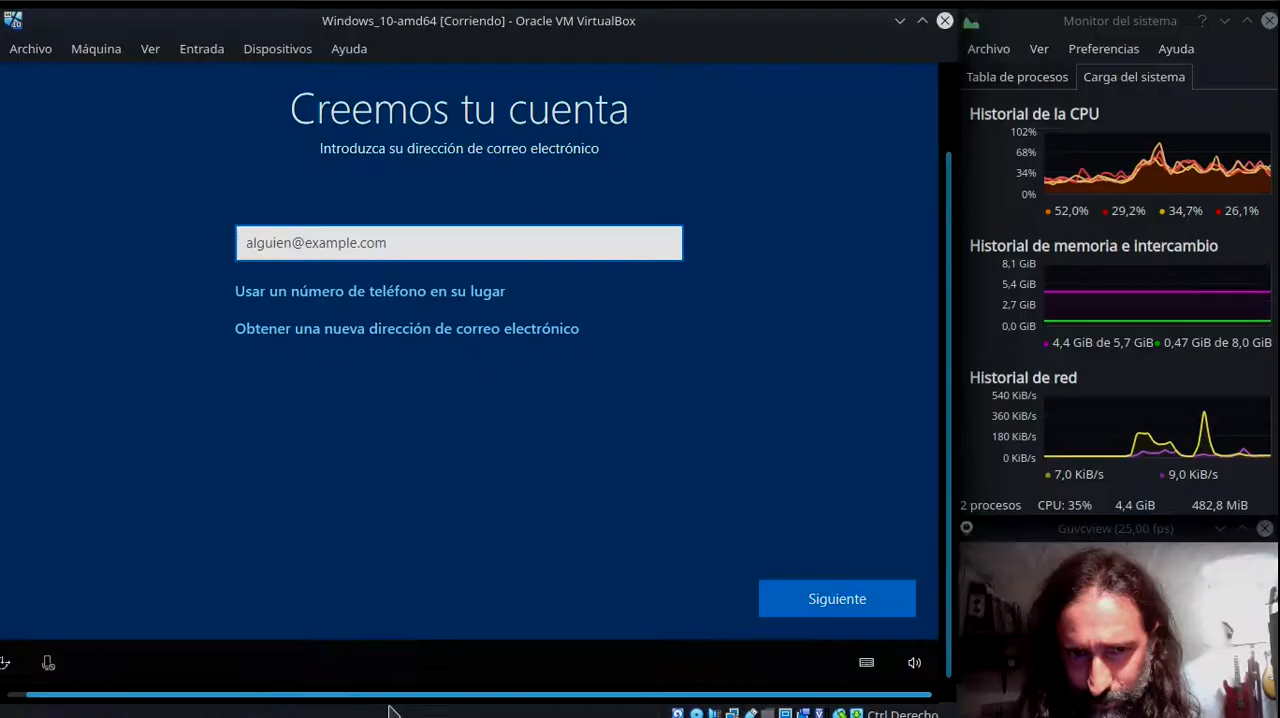 Windows_10-amd64 [Corriendo] - Oracle VM VirtualBox
Archivo Máquina Ver Entrada Dispositivos Ayuda
Creemos tu cuenta
Introduzca su dirección de correo electrónico
alguien@example.com
Usar un número de teléfono en su lugar
Obtener una nueva dirección de correo electrónico
Siguiente
Ctrl Derecho
Monitor del sistema
Archivo Ver Preferencias Ayuda
Tabla de procesos Carga del sistema
Historial de la CPU
102%
68%
34%
0%
52,0% 29,2% 34,7% 26,1%
Historial de memoria e intercambio
8,1 GiB
5,4 GiB
2,7 GiB
0,0 GiB
4,4 GiB de 5,7 GiB 0,47 GiB de 8,0 GiB
Historial de red
540 KiB/s
360 KiB/s
180 KiB/s
0 KiB/s
7,0 KiB/s 9,0 KiB/s
2 procesos CPU: 35% 4,4 GiB 482,8 MiB
Guvcview (25,00 fps)